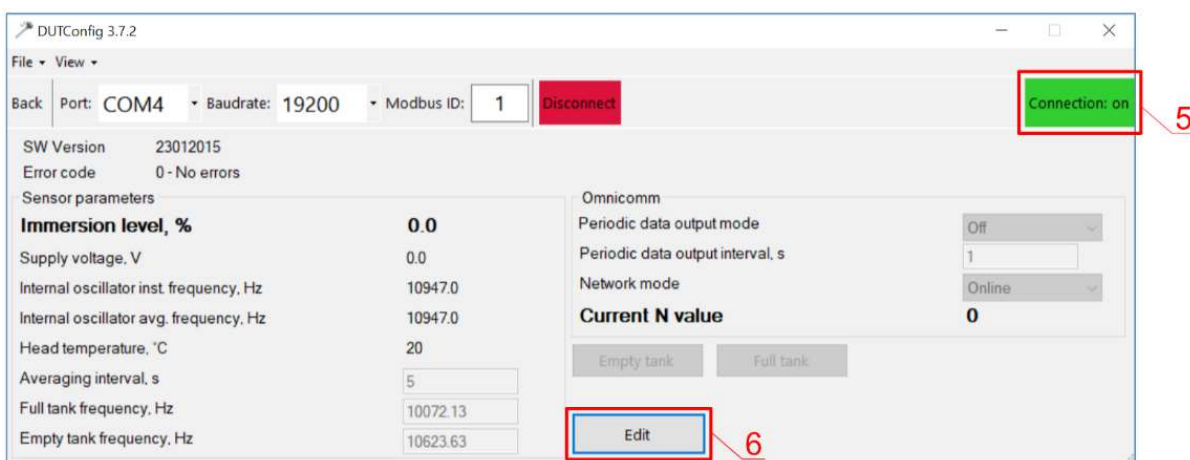 DUTConfig 3.7.2
File View
Back Port: COM4 Baudrate: 19200 Modbus ID: 1 Disconnect Connection: on
5
SW Version 23012015
Error code 0 - No errors
Sensor parameters
Immersion level, % 0.0
Supply voltage, V 0.0
Internal oscillator inst. frequency, Hz 10947.0
Internal oscillator avg. frequency, Hz 10947.0
Head temperature, °C 20
Averaging interval, s 5
Full tank frequency, Hz 10072.13
Empty tank frequency, Hz 10623.63
Omnicomm
Periodic data output mode Off
Periodic data output interval, s 1
Network mode Online
Current N value 0
Empty tank Full tank
Edit
6